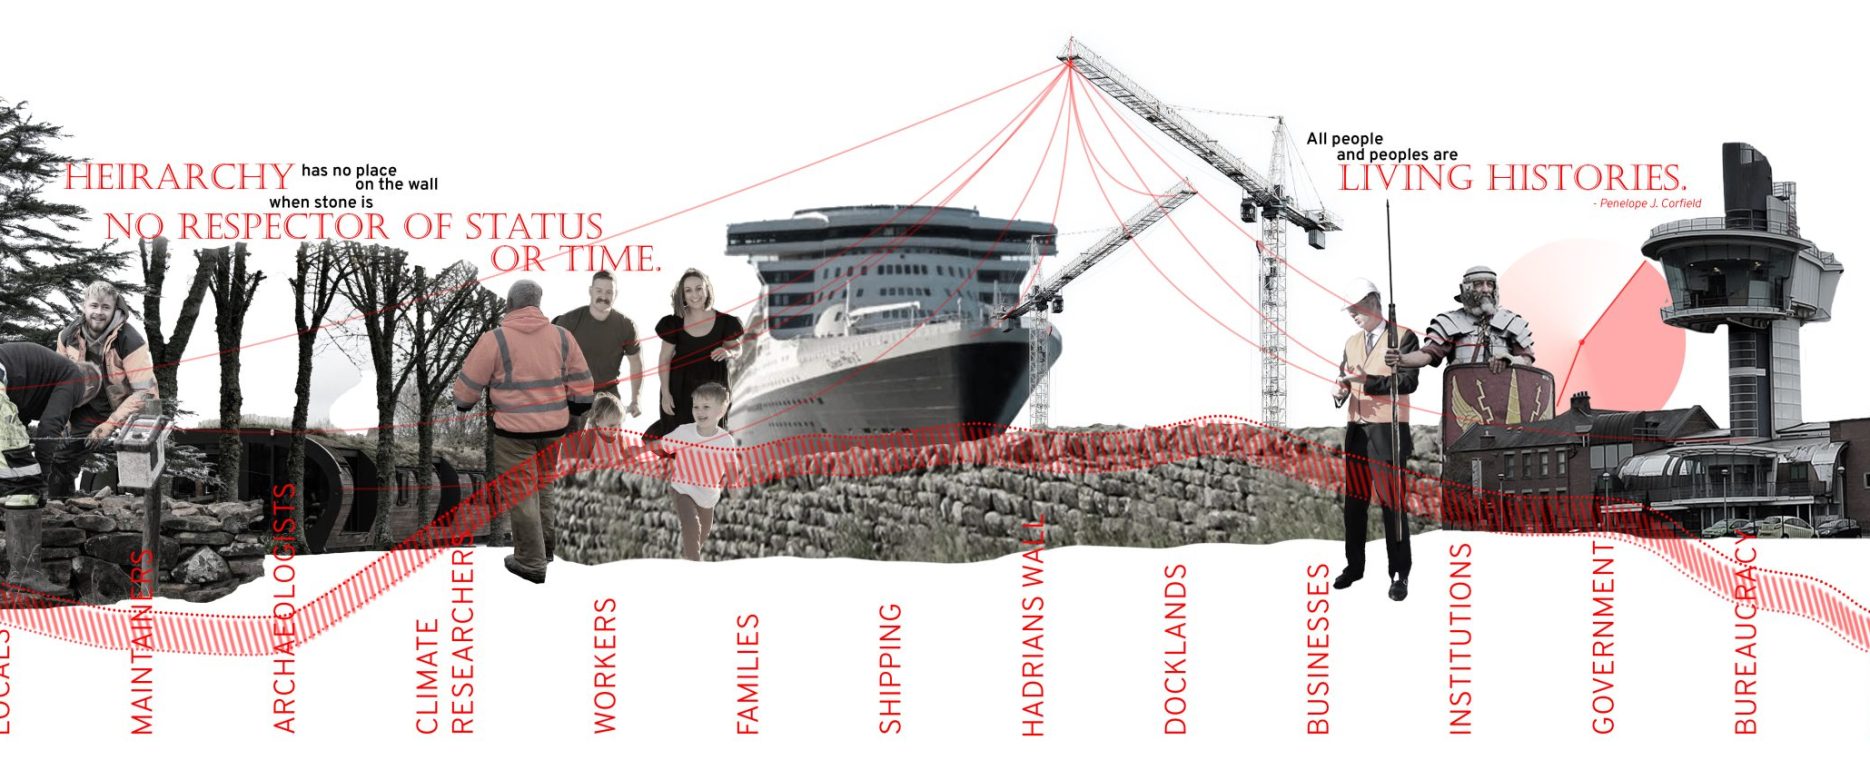 HEIRARCHY has no place
on the wall
when stone is
NO RESPECTOR OF STATUS
OR TIME.
All people
and peoples are
LIVING HISTORIES.
- Penelope J. Corfield
LOCALS
MAINTAINERS
ARCHAEOLOGISTS
CLIMATE
RESEARCHERS
WORKERS
FAMILIES
SHIPPING
HADRIANS WALL
DOCKLANDS
BUSINESSES
INSTITUTIONS
GOVERNMENT
BUREAUCRACY